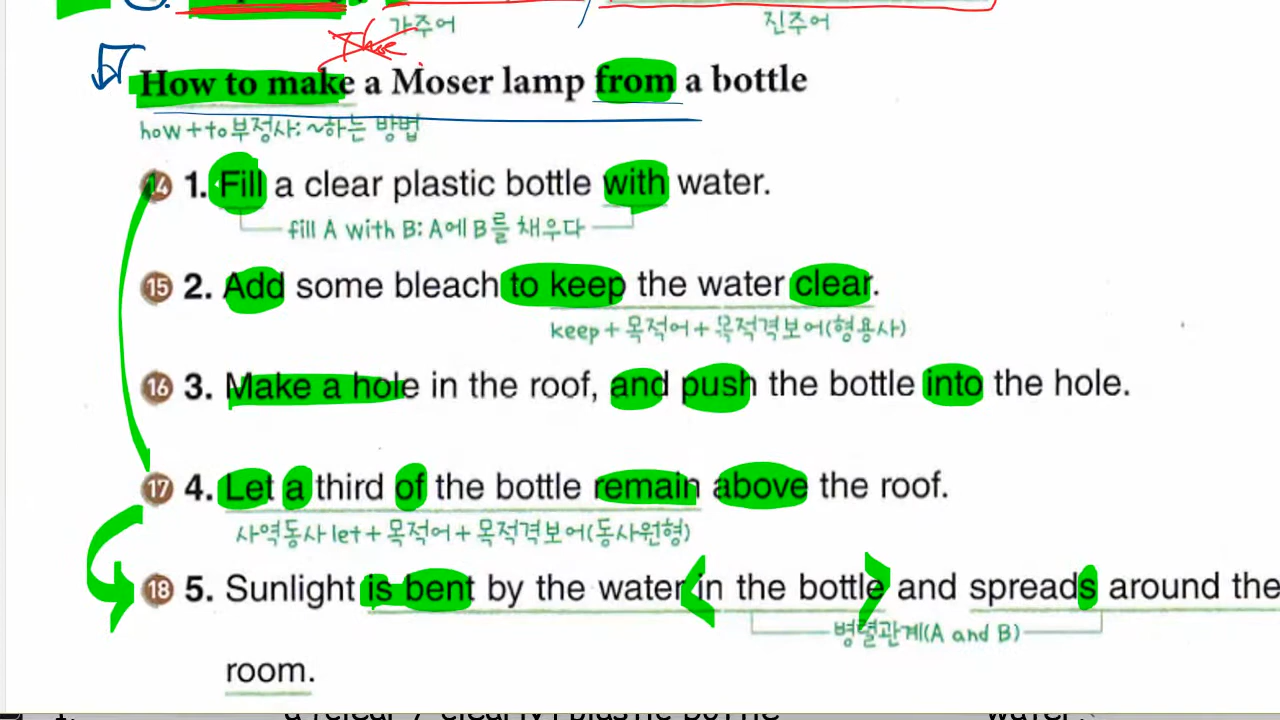 가주어 진주어
How to make a Moser lamp from a bottle
how+to부정사: ~하는 방법
14 1. Fill a clear plastic bottle with water.
fill A with B: A에 B를 채우다
15 2. Add some bleach to keep the water clear.
keep+목적어+목적격보어(형용사)
16 3. Make a hole in the roof, and push the bottle into the hole.
17 4. Let a third of the bottle remain above the roof.
사역동사 let+목적어+목적격보어(동사원형)
18 5. Sunlight is bent by the water <in the bottle> and spreads around the
병렬관계(A and B)
room.
1. a (clear / clearly) plastic bottle water.